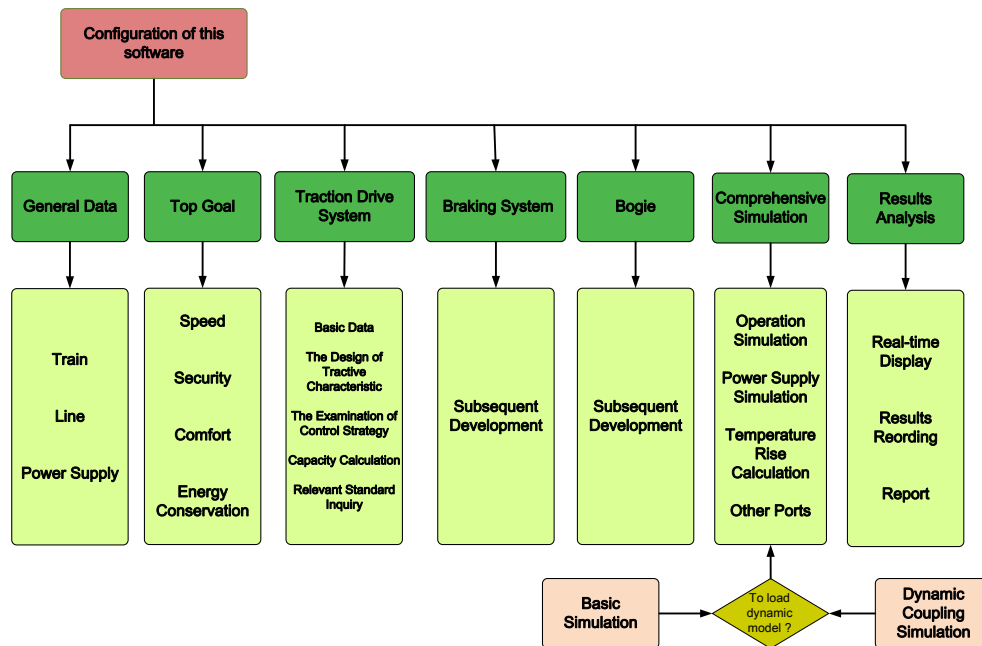 Configuration of this
software
General Data
Top Goal
Traction Drive
System
Braking System
Bogie
Comprehensive
Simulation
Results
Analysis
Train
Line
Power Supply
Speed
Security
Comfort
Energy
Conservation
Basic Data
The Design of
Tractive
Characteristic
The Examination of
Control Strategy
Capacity Calculation
Relevant Standard
Inquiry
Subsequent
Development
Subsequent
Development
Operation
Simulation
Power Supply
Simulation
Temperature
Rise
Calculation
Other Ports
Real-time
Display
Results
Reording
Report
Basic
Simulation
To load
dynamic
model ?
Dynamic
Coupling
Simulation